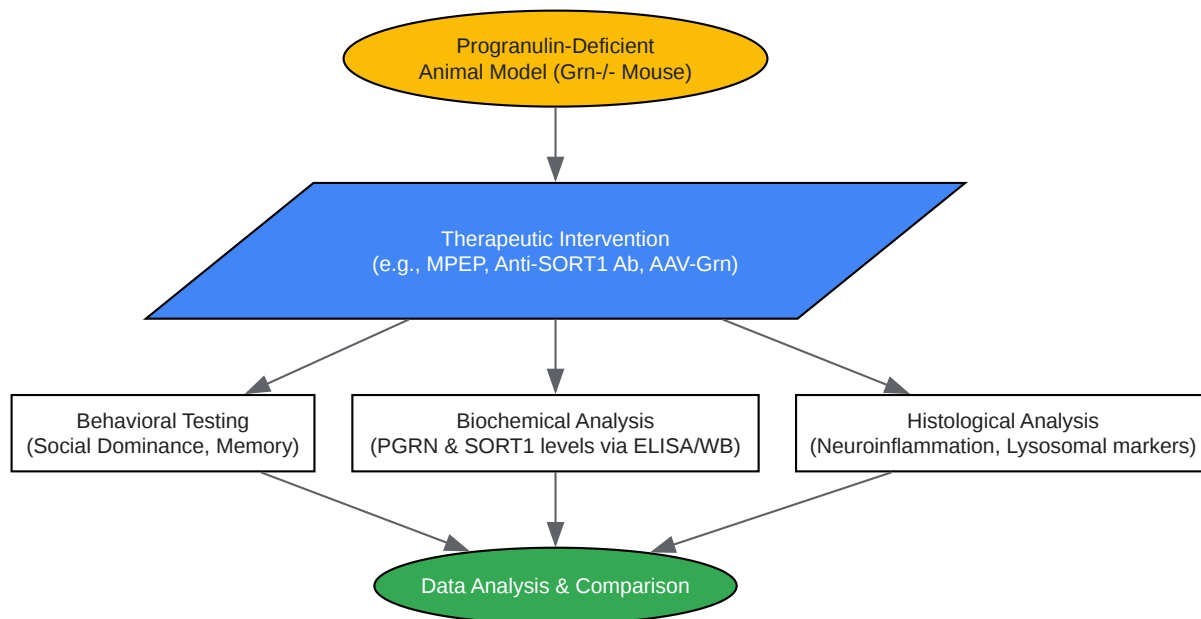 Progranulin-Deficient
Animal Model (Grn-/- Mouse)
Therapeutic Intervention
(e.g., MPEP, Anti-SORT1 Ab, AAV-Grn)
Behavioral Testing
(Social Dominance, Memory)
Biochemical Analysis
(PGRN & SORT1 levels via ELISA/WB)
Histological Analysis
(Neuroinflammation, Lysosomal markers)
Data Analysis & Comparison